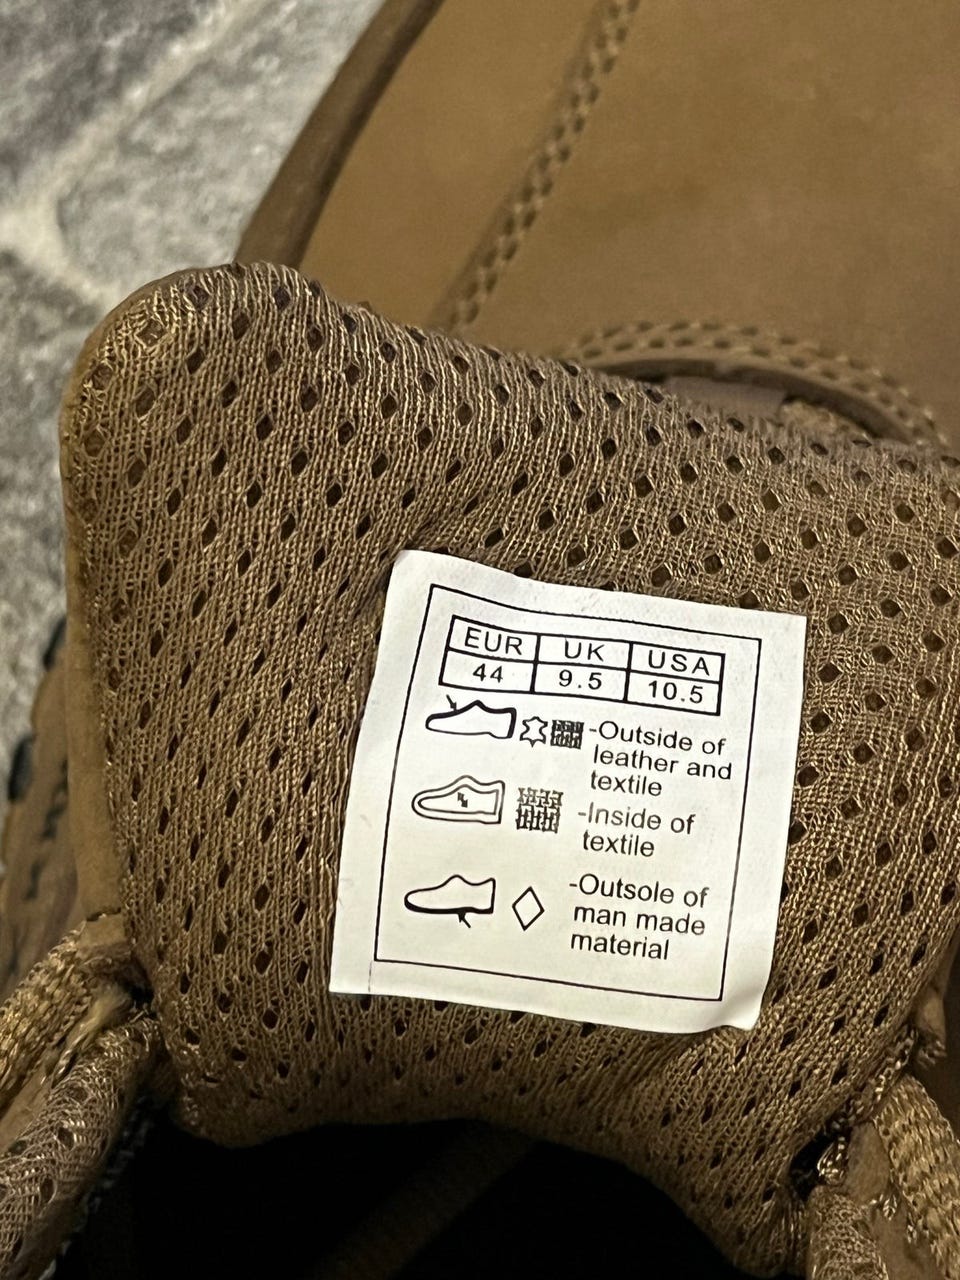 EUR UK USA
44 9.5 10.5
-Outside of
leather and
textile
-Inside of
textile
-Outsole of
man made
material